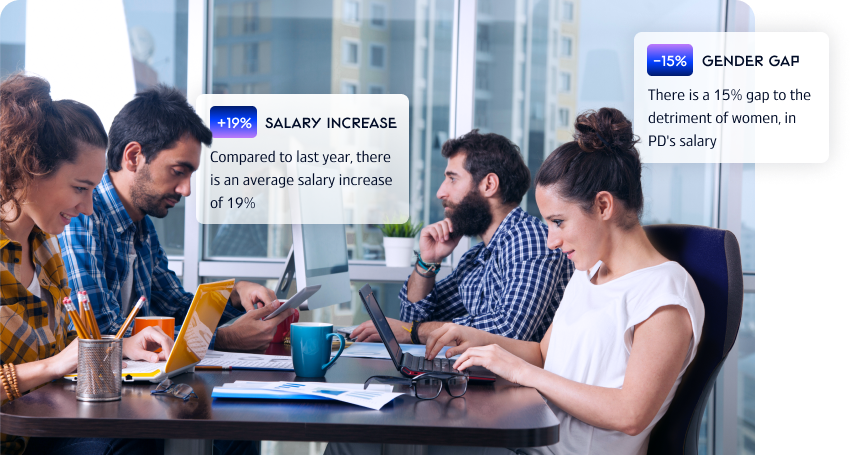 +19% SALARY INCREASE
Compared to last year, there
is an average salary increase
of 19%
-15% GENDER GAP
There is a 15% gap to the
detriment of women, in
PD's salary